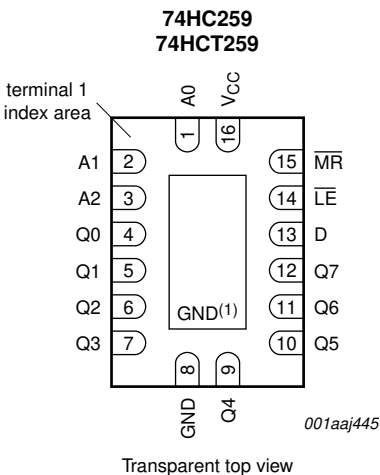 74HC259
74HCT259
terminal 1
index area
A0
VCC
1
16
A1 2
15 MR
A2 3
14 LE
Q0 4
13 D
Q1 5
12 Q7
Q2 6
GND(1)
11 Q6
Q3 7
10 Q5
8
9
GND
Q4
001aaj445
Transparent top view